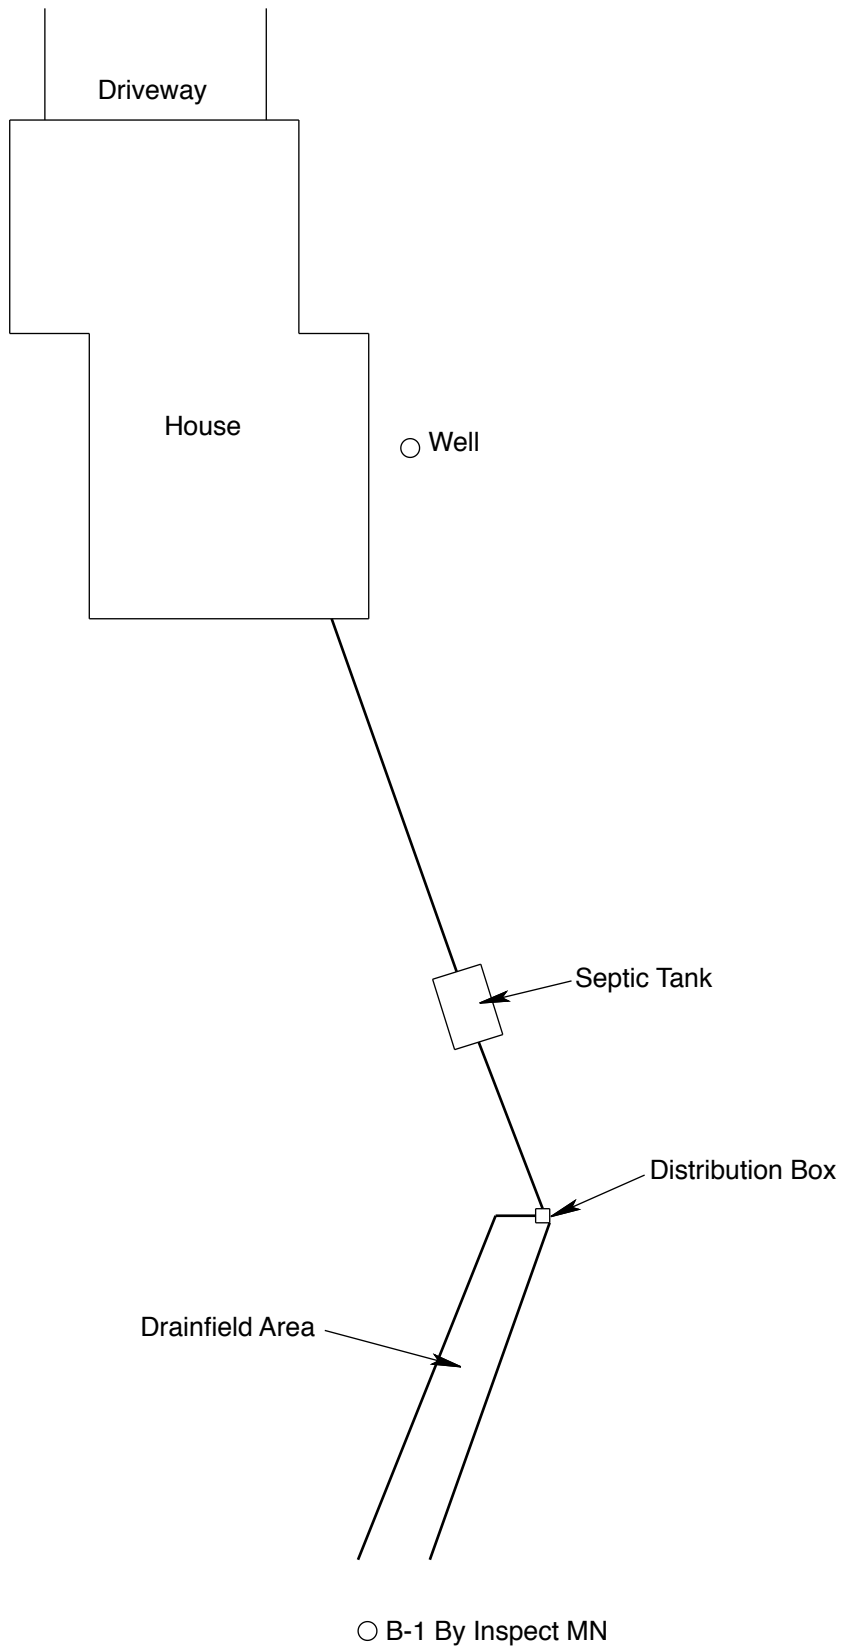 Driveway
House
Well
Septic Tank
Distribution Box
Drainfield Area
B-1 By Inspect MN